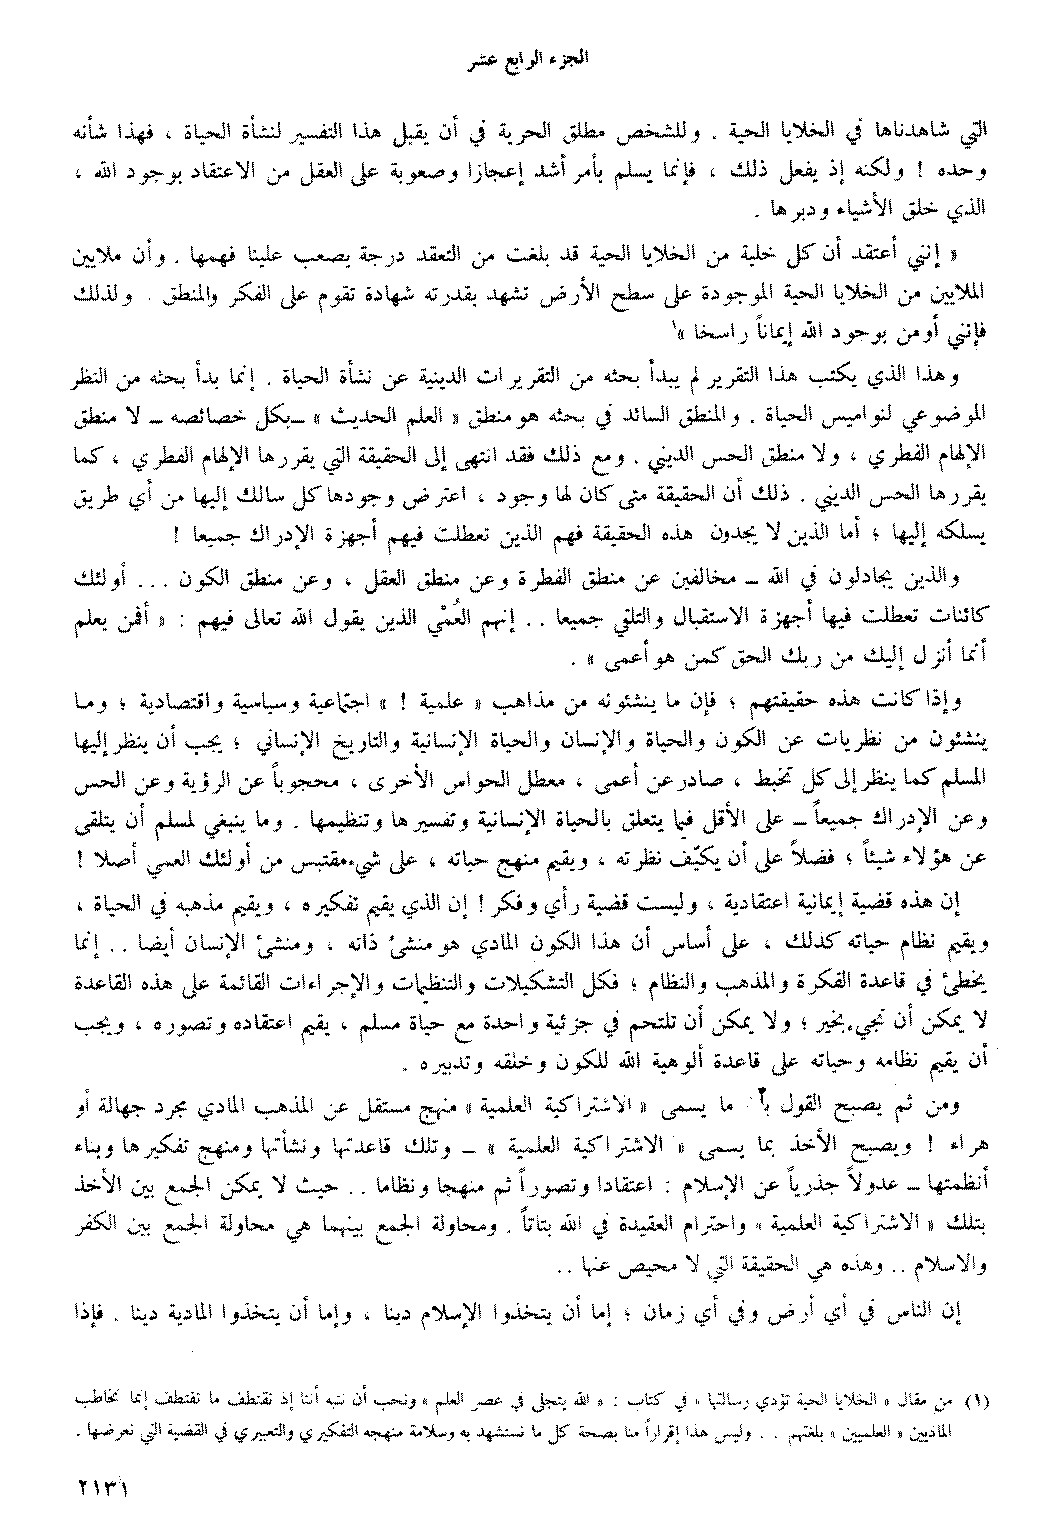 الجزء الرابع عشر
التي شاهدناها في الخلايا الحية . وللشخص مطلق الحرية في أن يقبل هذا التفسير لنشأة الحياة ، فهذا شأنه
وحده ! ولكنه إذ يفعل ذلك ، فإنما يسلم بأمر أشد إعجازا وصعوبة على العقل من الاعتقاد بوجود الله ،
الذي خلق الأشياء ودبرها .
« إنني أعتقد أن كل خلية من الخلايا الحية قد بلغت من التعقد درجة يصعب علينا فهمها . وأن ملايين
الملايين من الخلايا الحية الموجودة على سطح الأرض تشهد بقدرته شهادة تقوم على الفكر والمنطق . ولذلك
فإنني أومن بوجود الله إيماناً راسخا »١
وهذا الذي يكتب هذا التقرير لم يبدأ بحثه من التقريرات الدينية عن نشأة الحياة . إنما بدأ بحثه من النظر
الموضوعي لنواميس الحياة . والمنطق السائد في بحثه هو منطق « العلم الحديث » –بكل خصائصه – لا منطق
الإلهام الفطري ، ولا منطق الحس الديني . ومع ذلك فقد انتهى إلى الحقيقة التي يقررها الإلهام الفطري ، كما
يقررها الحس الديني . ذلك أن الحقيقة متى كان لها وجود ، اعترض وجودها كل سالك إليها من أي طريق
يسلكه إليها ؛ أما الذين لا يجدون هذه الحقيقة فهم الذين تعطلت فيهم أجهزة الإدراك جميعا !
والذين يجادلون في الله – مخالفين عن منطق الفطرة وعن منطق العقل ، وعن منطق الكون ... أولئك
كائنات تعطلت فيها أجهزة الاستقبال والتلقي جميعا .. إنهم العُمْي الذين يقول الله تعالى فيهم : « أفمن يعلم
أنما أنزل إليك من ربك الحق كمن هو أعمى » .
وإذا كانت هذه حقيقتهم ؛ فإن ما ينشئونه من مذاهب « علمية ! » اجتماعية وسياسية واقتصادية ؛ وما
ينشئون من نظريات عن الكون والحياة والإنسان والحياة الإنسانية والتاريخ الإنساني ؛ يجب أن ينظر إليها
المسلم كما ينظر إلى كل تخبط ، صادر عن أعمى ، معطل الحواس الأخرى ، محجوباً عن الرؤية وعن الحس
وعن الإدراك جميعاً – على الأقل فيما يتعلق بالحياة الإنسانية وتفسيرها وتنظيمها . وما ينبغي لمسلم أن يتلقى
عن هؤلاء شيئاً ؛ فضلاً على أن يكيّف نظرته ، ويقيم منهج حياته ، على شيء مقتبس من أولئك العمي أصلا !
إن هذه قضية إيمانية اعتقادية ، وليست قضية رأي وفكر ! إن الذي يقيم تفكيره ، ويقيم مذهبه في الحياة ،
ويقيم نظام حياته كذلك ، على أساس أن هذا الكون المادي هو منشئ ذاته ، ومنشئ الإنسان أيضا .. إنما
يخطئ في قاعدة الفكرة والمذهب والنظام ؛ فكل التشكيلات والتنظيمات والإجراءات القائمة على هذه القاعدة
لا يمكن أن تجيء بخير ؛ ولا يمكن أن تلتحم في جزئية واحدة مع حياة مسلم ، يقيم اعتقاده وتصوره ، ويجب
أن يقيم نظامه وحياته على قاعدة ألوهية الله للكون وخلقه وتدبيره .
ومن ثم يصبح القول بأن ما يسمى « الاشتراكية العلمية » منهج مستقل عن المذهب المادي مجرد جهالة أو
هراء ! ويصبح الأخذ بما يسمى « الاشتراكية العلمية » – وتلك قاعدتها ونشأتها ومنهج تفكيرها وبناء
أنظمتها – عدولاً جذرياً عن الإسلام : اعتقادا وتصوراً ثم منهجا ونظاما .. حيث لا يمكن الجمع بين الأخذ
بتلك « الاشتراكية العلمية » واحترام العقيدة في الله بتاتاً . ومحاولة الجمع بينهما هي محاولة الجمع بين الكفر
والاسلام .. وهذه هي الحقيقة التي لا محيص عنها ..
إن الناس في أي أرض وفي أي زمان ؛ إما أن يتخذوا الإسلام دينا ، وإما أن يتخذوا المادية دينا . فإذا
(١) من مقال « الخلايا الحية تؤدي رسالتها » في كتاب : « الله يتجلى في عصر العلم » ونحب أن ننبه أننا إذ نقتطف ما نقتطف إنما نخاطب
الماديين « العلميين » بلغتهم .. وليس هذا إقراراً منا بصحة كل ما نستشهد به وسلامة منهجه التفكيري والتعبيري في القضية التي نعرضها .
٢١٣١